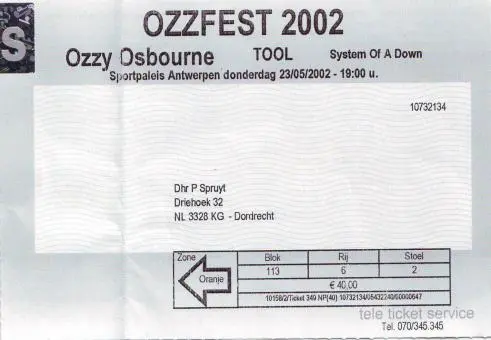 S
OZZFEST 2002
Ozzy Osbourne TOOL System Of A Down
Sportpaleis Antwerpen donderdag 23/05/2002 - 19:00 u.
10732134
Dhr P Spruyt
Driehoek 32
NL 3328 KG - Dordrecht
Zone Blok Rij Stoel
Oranje 113 6 2
€ 40,00
10158/2/Ticket 349 NP(40) 10732134/05432240/00000647
tele ticket service
Tel. 070/345.345